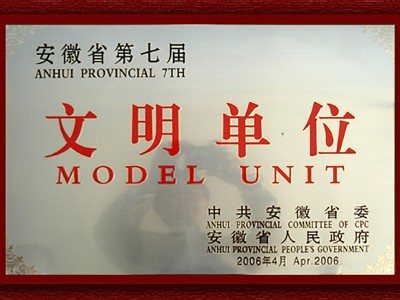 安徽省第七届
ANHUI PROVINCIAL 7TH
文明单位
MODEL UNIT
中共安徽省委
ANHUI PROVINCIAL COMMITTEE OF CPC
安徽省人民政府
ANHUI PROVINCIAL PEOPLE'S GOVERNMENT
2006年4月 Apr.2006